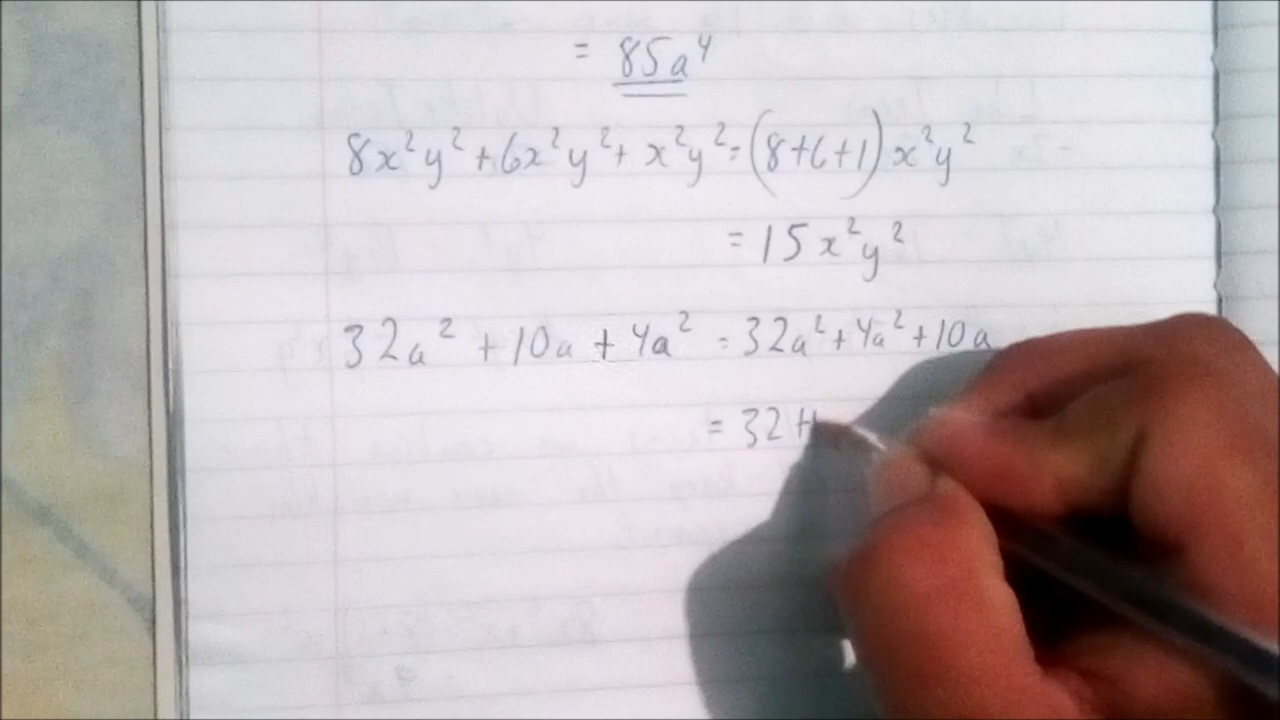 = 85a⁴
8x²y² + 6x²y² + x²y² = (8+6+1) x²y²
= 15x²y²
32a² + 10a + 4a² = 32a² + 4a² + 10a
= 32 +